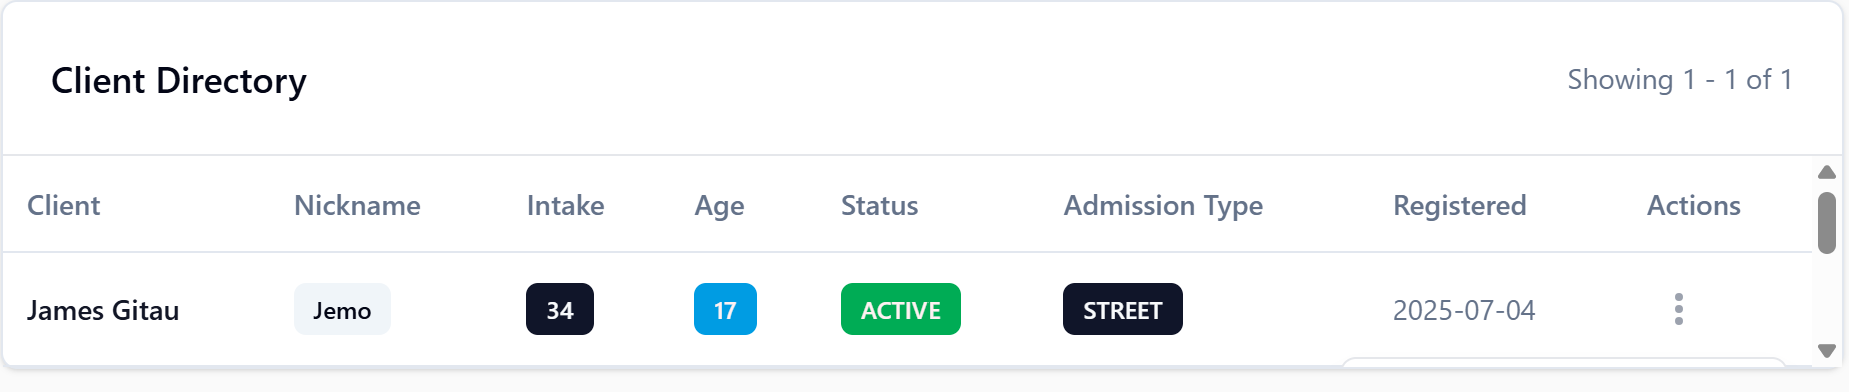 Client Directory
Showing 1 - 1 of 1
Client Nickname Intake Age Status Admission Type Registered Actions
James Gitau Jemo 34 17 ACTIVE STREET 2025-07-04